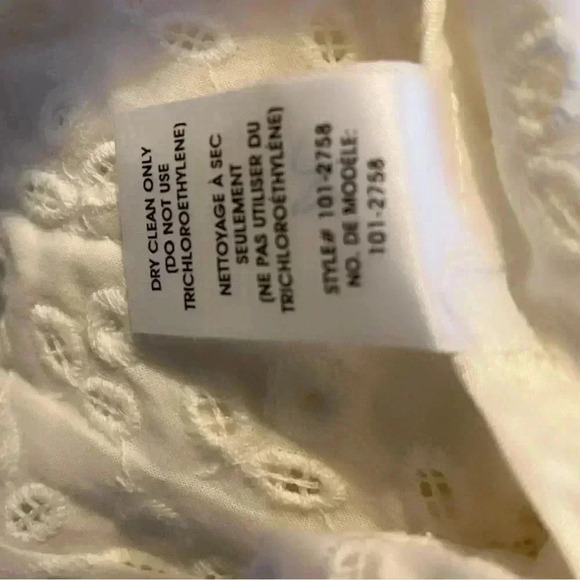 DRY CLEAN ONLY
(DO NOT USE
TRICHLOROETHYLENE)
NETTOYAGE À SEC
SEULEMENT
(NE PAS UTILISER DU
TRICHLOROÉTHYLÈNE)
STYLE# 101-2758
NO. DE MODÈLE:
101-2758